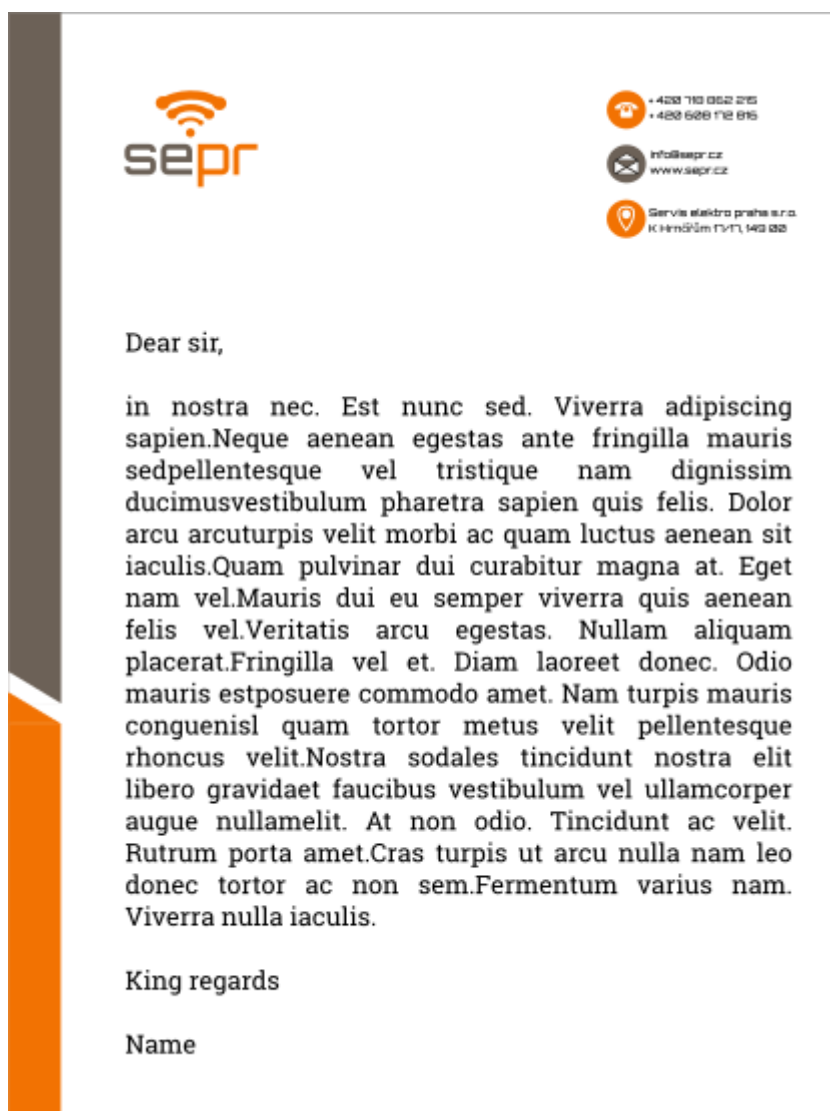 sepr
+ 420 608 172 816
info@sepr.cz
www.sepr.cz
Servis elektro praha s.r.o.
K Hrnčířům 17/17, 149 00
Dear sir,
in nostra nec. Est nunc sed. Viverra adipiscing
sapien.Neque aenean egestas ante fringilla mauris
sedpellentesque vel tristique nam dignissim
ducimusvestibulum pharetra sapien quis felis. Dolor
arcu arcuturpis velit morbi ac quam luctus aenean sit
iaculis.Quam pulvinar dui curabitur magna at. Eget
nam vel.Mauris dui eu semper viverra quis aenean
felis vel.Veritatis arcu egestas. Nullam aliquam
placerat.Fringilla vel et. Diam laoreet donec. Odio
mauris estposuere commodo amet. Nam turpis mauris
conguenisl quam tortor metus velit pellentesque
rhoncus velit.Nostra sodales tincidunt nostra elit
libero gravidaet faucibus vestibulum vel ullamcorper
augue nullamelit. At non odio. Tincidunt ac velit.
Rutrum porta amet.Cras turpis ut arcu nulla nam leo
donec tortor ac non sem.Fermentum varius nam.
Viverra nulla iaculis.
King regards
Name